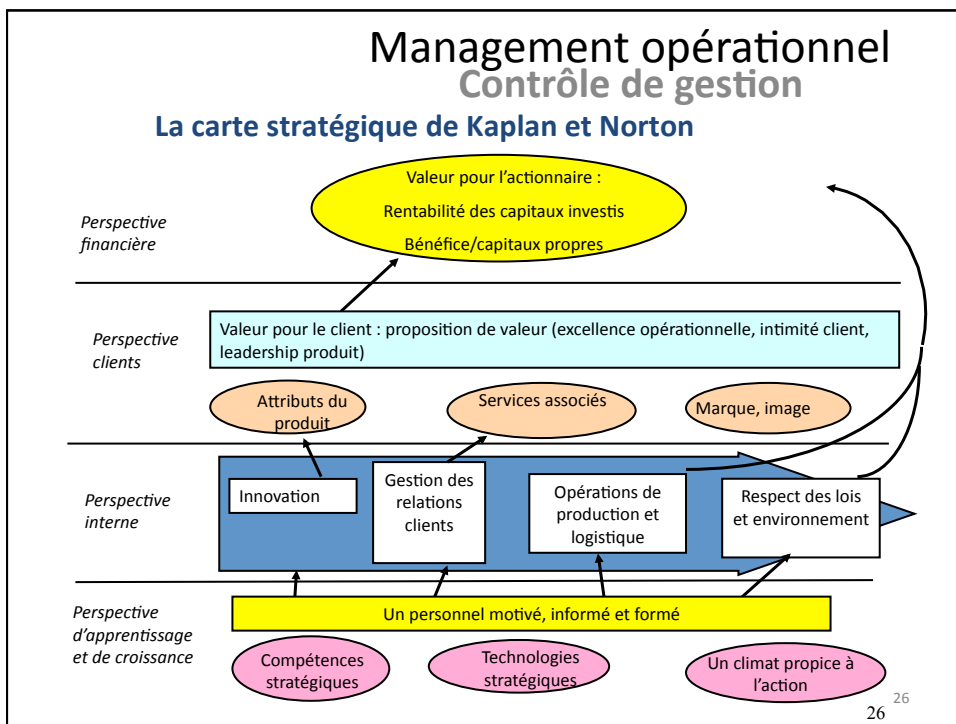 Management opérationnel
Contrôle de gestion
La carte stratégique de Kaplan et Norton
Perspective
financière
Valeur pour l’actionnaire :
Rentabilité des capitaux investis
Bénéfice/capitaux propres
Perspective
clients
Valeur pour le client : proposition de valeur (excellence opérationnelle, intimité client,
leadership produit)
Attributs du
produit
Services associés
Marque, image
Perspective
interne
Innovation
Gestion des
relations
clients
Opérations de
production et
logistique
Respect des lois
et environnement
Perspective
d’apprentissage
et de croissance
Un personnel motivé, informé et formé
Compétences
stratégiques
Technologies
stratégiques
Un climat propice à
l’action
26
26